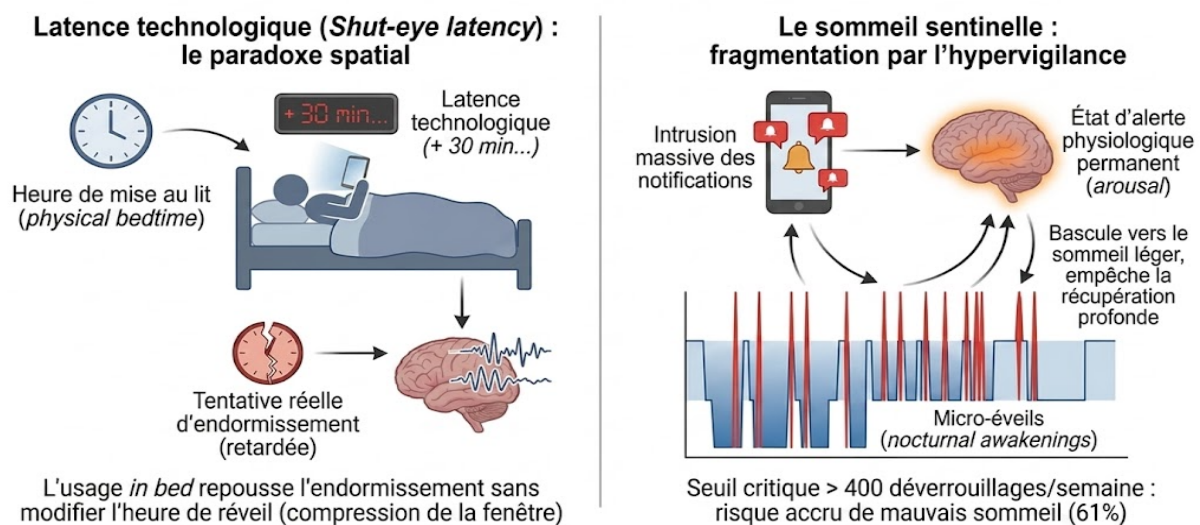 Latence technologique (Shut-eye latency) :
le paradoxe spatial
+ 30 min...
Latence
technologique
(+ 30 min...)
Heure de mise au lit
(physical bedtime)
Tentative réelle
d'endormissement
(retardée)
L'usage in bed repousse l'endormissement sans
modifier l'heure de réveil (compression de la fenêtre)
Le sommeil sentinelle :
fragmentation par l'hypervigilance
Intrusion
massive des
notifications
État d'alerte
physiologique
permanent
(arousal)
Bascule vers le
sommeil léger,
empêche la
récupération
profonde
Micro-éveils
(nocturnal awakenings)
Seuil critique > 400 déverrouillages/semaine :
risque accru de mauvais sommeil (61%)